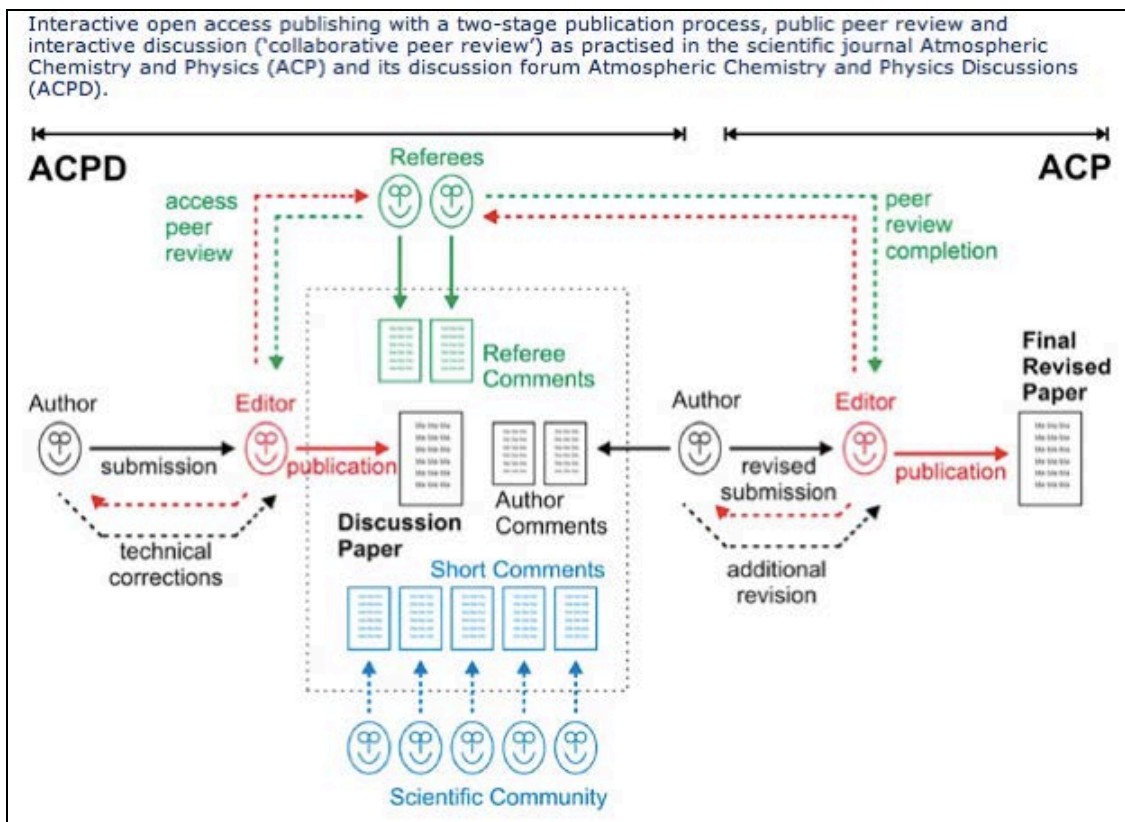 Interactive open access publishing with a two-stage publication process, public peer review and
interactive discussion (‘collaborative peer review’) as practised in the scientific journal Atmospheric
Chemistry and Physics (ACP) and its discussion forum Atmospheric Chemistry and Physics Discussions
(ACPD).
ACPD
ACP
Referees
access
peer
review
peer
review
completion
Referee
Comments
Author
Editor
submission
publication
technical
corrections
Discussion
Paper
Author
Comments
Short Comments
Author
Editor
revised
submission
publication
additional
revision
Final
Revised
Paper
Scientific Community